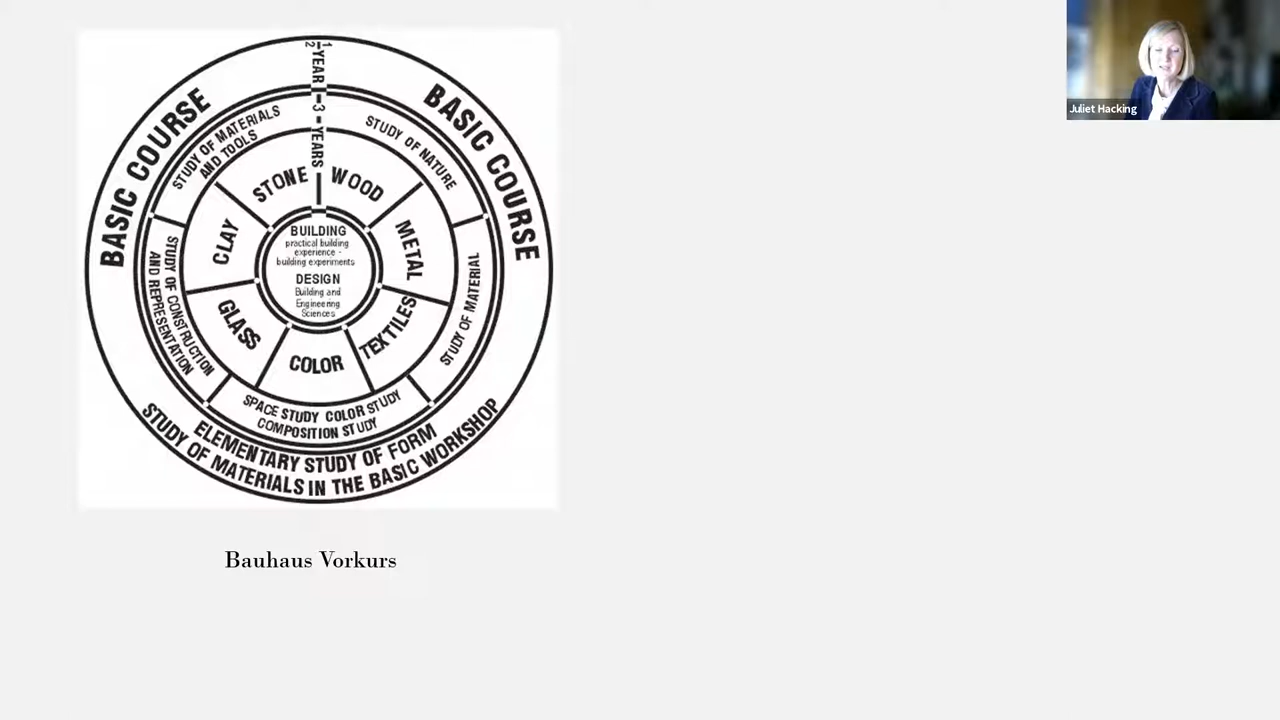 BASIC COURSE
BASIC COURSE
1/2 YEAR
3 YEARS
STUDY OF MATERIALS
AND TOOLS
STUDY OF NATURE
STUDY OF MATERIAL
SPACE STUDY COLOR STUDY
COMPOSITION STUDY
STUDY OF CONSTRUCTION
AND REPRESENTATION
STONE
WOOD
METAL
TEXTILES
COLOR
GLASS
CLAY
BUILDING
practical building
experience -
building experiments
DESIGN
Building and
Engineering
Sciences
ELEMENTARY STUDY OF FORM
STUDY OF MATERIALS IN THE BASIC WORKSHOP
Bauhaus Vorkurs
Juliet Hacking